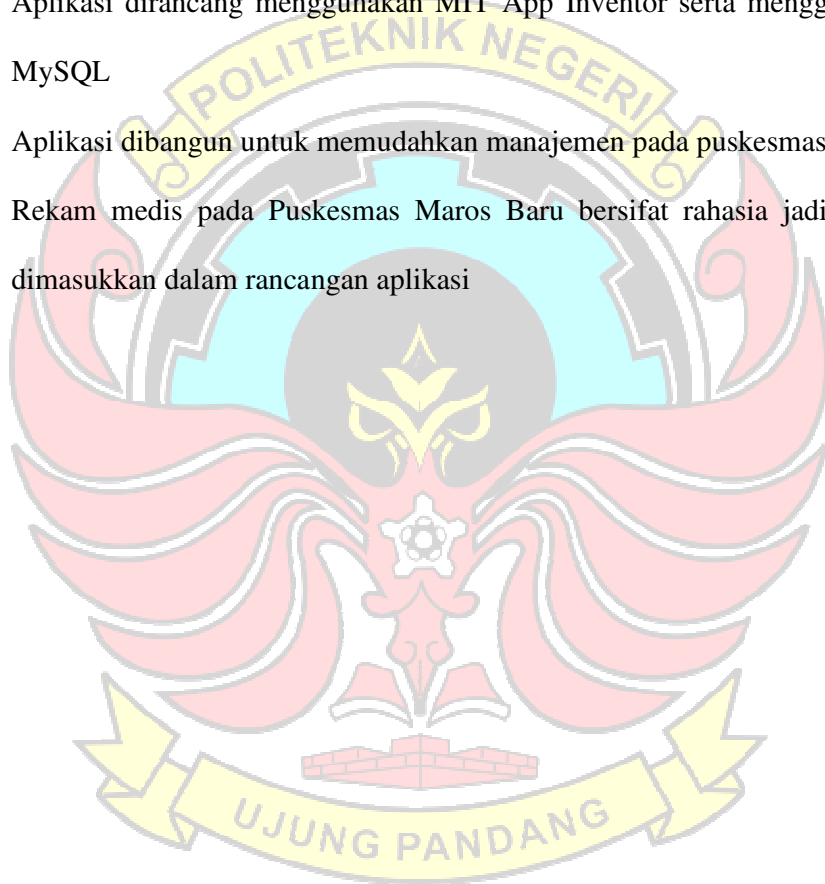 Aplikasi dirancang menggunakan MIT App Inventor serta mengg
MySQL
Aplikasi dibangun untuk memudahkan manajemen pada puskesmas
Rekam medis pada Puskesmas Maros Baru bersifat rahasia jadi
dimasukkan dalam rancangan aplikasi
POLITEKNIK NEGERI
UJUNG PANDANG